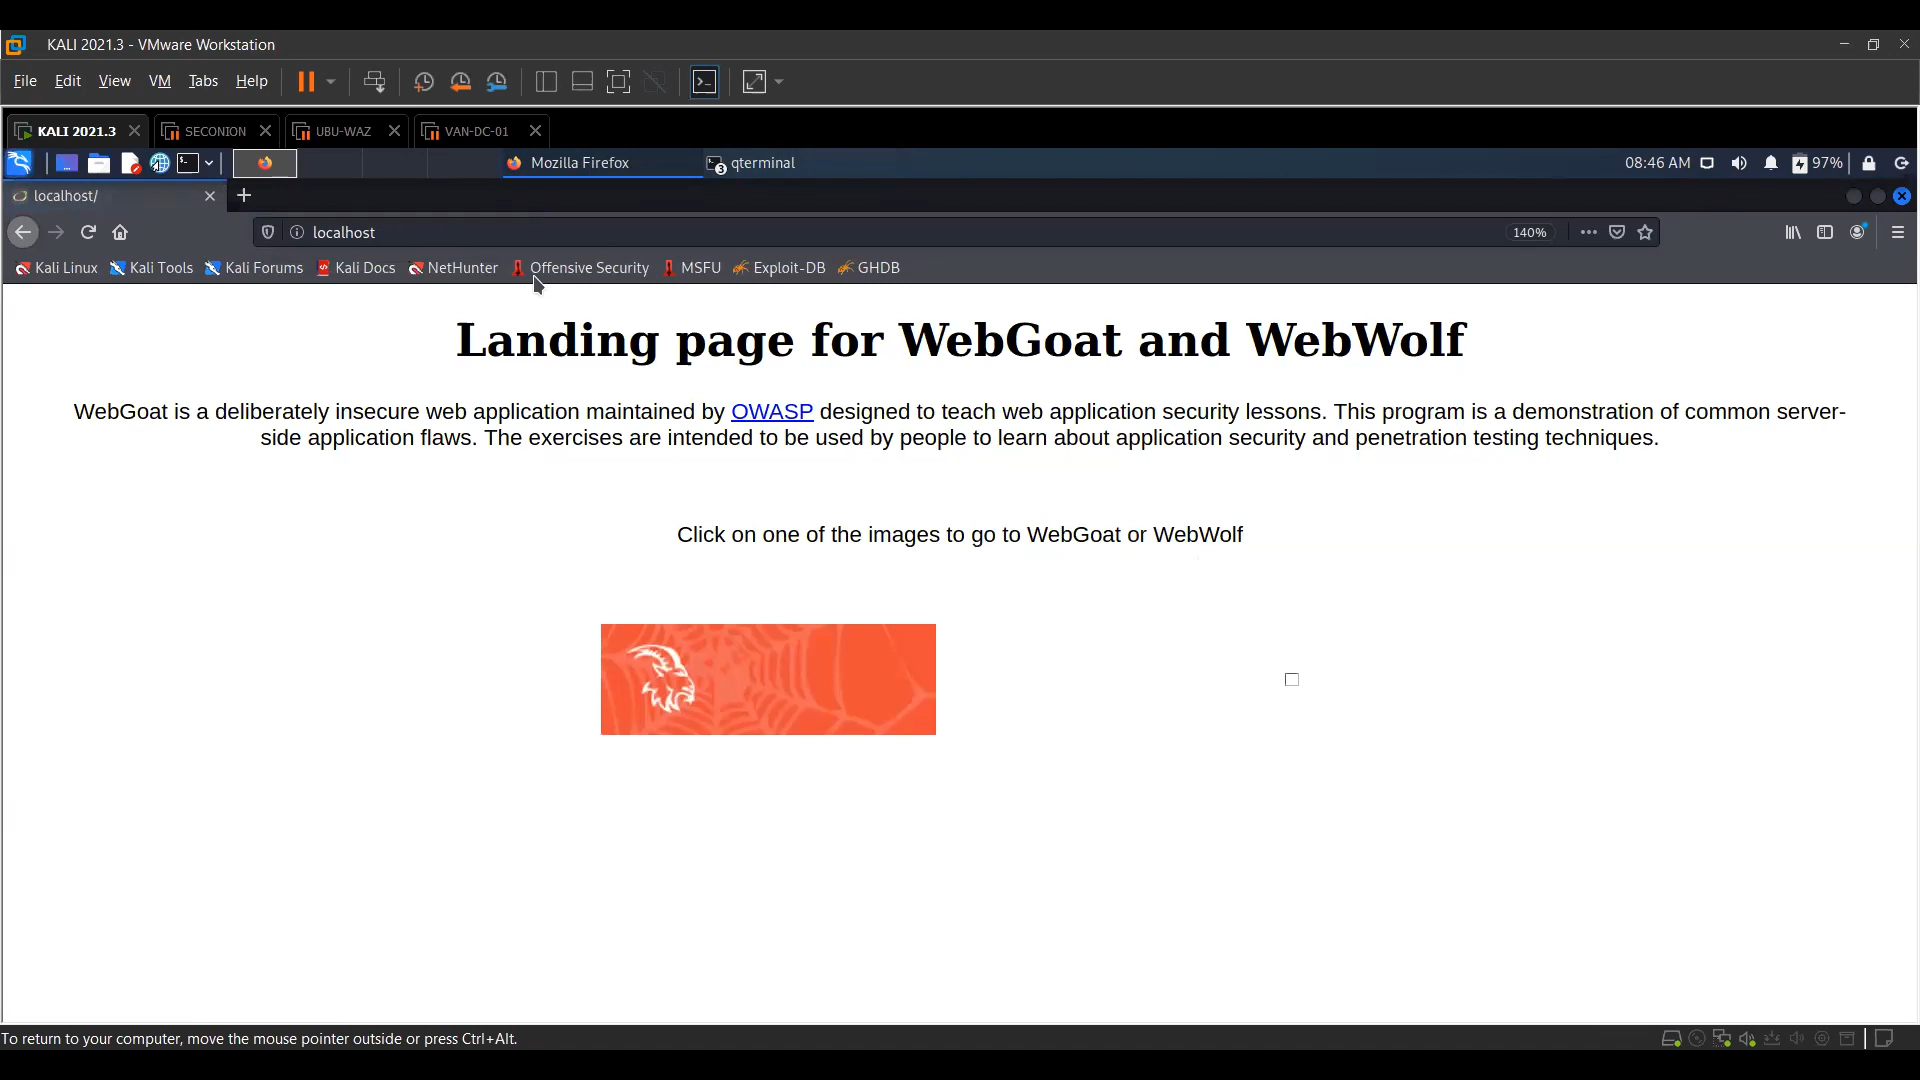 KALI 2021.3 - VMware Workstation
File Edit View VM Tabs Help
KALI 2021.3 SECONION UBU-WAZ VAN-DC-01
Mozilla Firefox 3 qterminal 08:46 AM 97%
localhost/
localhost 140%
Kali Linux Kali Tools Kali Forums Kali Docs NetHunter Offensive Security MSFU Exploit-DB GHDB
Landing page for WebGoat and WebWolf
WebGoat is a deliberately insecure web application maintained by OWASP designed to teach web application security lessons. This program is a demonstration of common server-
side application flaws. The exercises are intended to be used by people to learn about application security and penetration testing techniques.
Click on one of the images to go to WebGoat or WebWolf
To return to your computer, move the mouse pointer outside or press Ctrl+Alt.